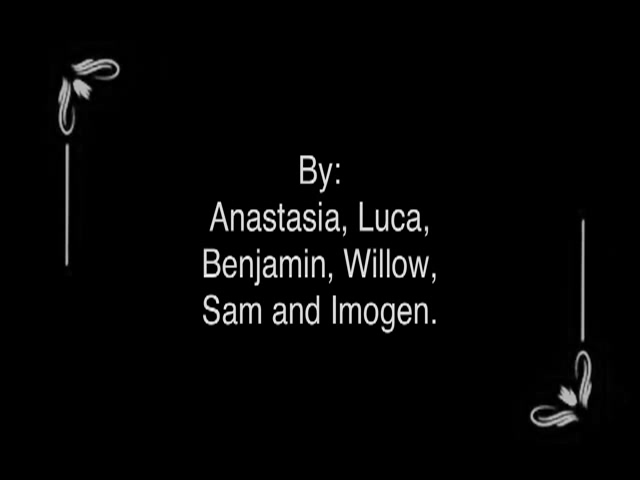 By:
Anastasia, Luca,
Benjamin, Willow,
Sam and Imogen.